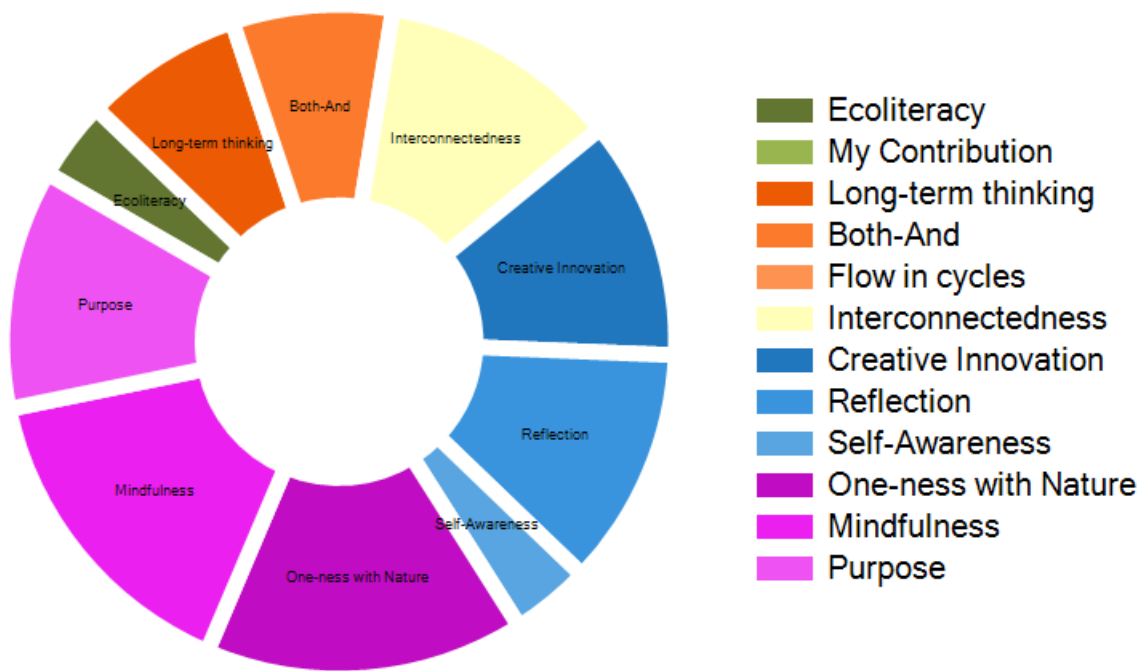 Both-And
Long-term thinking
Interconnectedness
Ecoliteracy
Creative Innovation
Purpose
Reflection
Mindfulness
Self-Awareness
One-ness with Nature
Ecoliteracy
My Contribution
Long-term thinking
Both-And
Flow in cycles
Interconnectedness
Creative Innovation
Reflection
Self-Awareness
One-ness with Nature
Mindfulness
Purpose